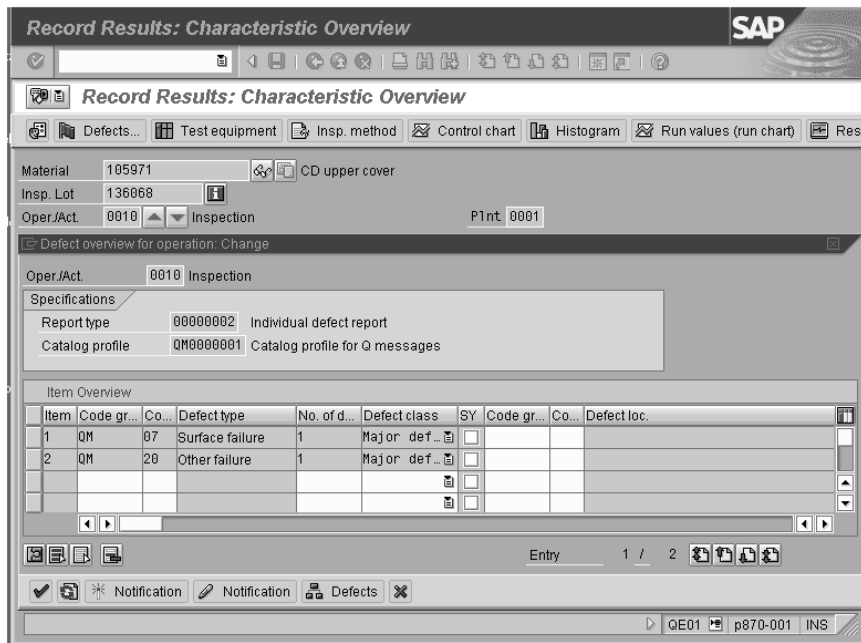 Record Results: Characteristic Overview
SAP
Record Results: Characteristic Overview
Defects... Test equipment Insp. method Control chart Histogram Run values (run chart) Res
Material 105971 CD upper cover
Insp. Lot 136068
Oper./Act. 0010 Inspection Plnt 0001
Defect overview for operation: Change
Oper./Act. 0010 Inspection
Specifications
Report type 00000002 Individual defect report
Catalog profile QM0000001 Catalog profile for Q messages
Item Overview
Item Code gr... Co... Defect type No. of d... Defect class SY Code gr... Co... Defect loc.
1 QM 07 Surface failure 1 Major def…
2 QM 20 Other failure 1 Major def…
Entry 1 / 2
Notification Notification Defects
QE01 p870-001 INS